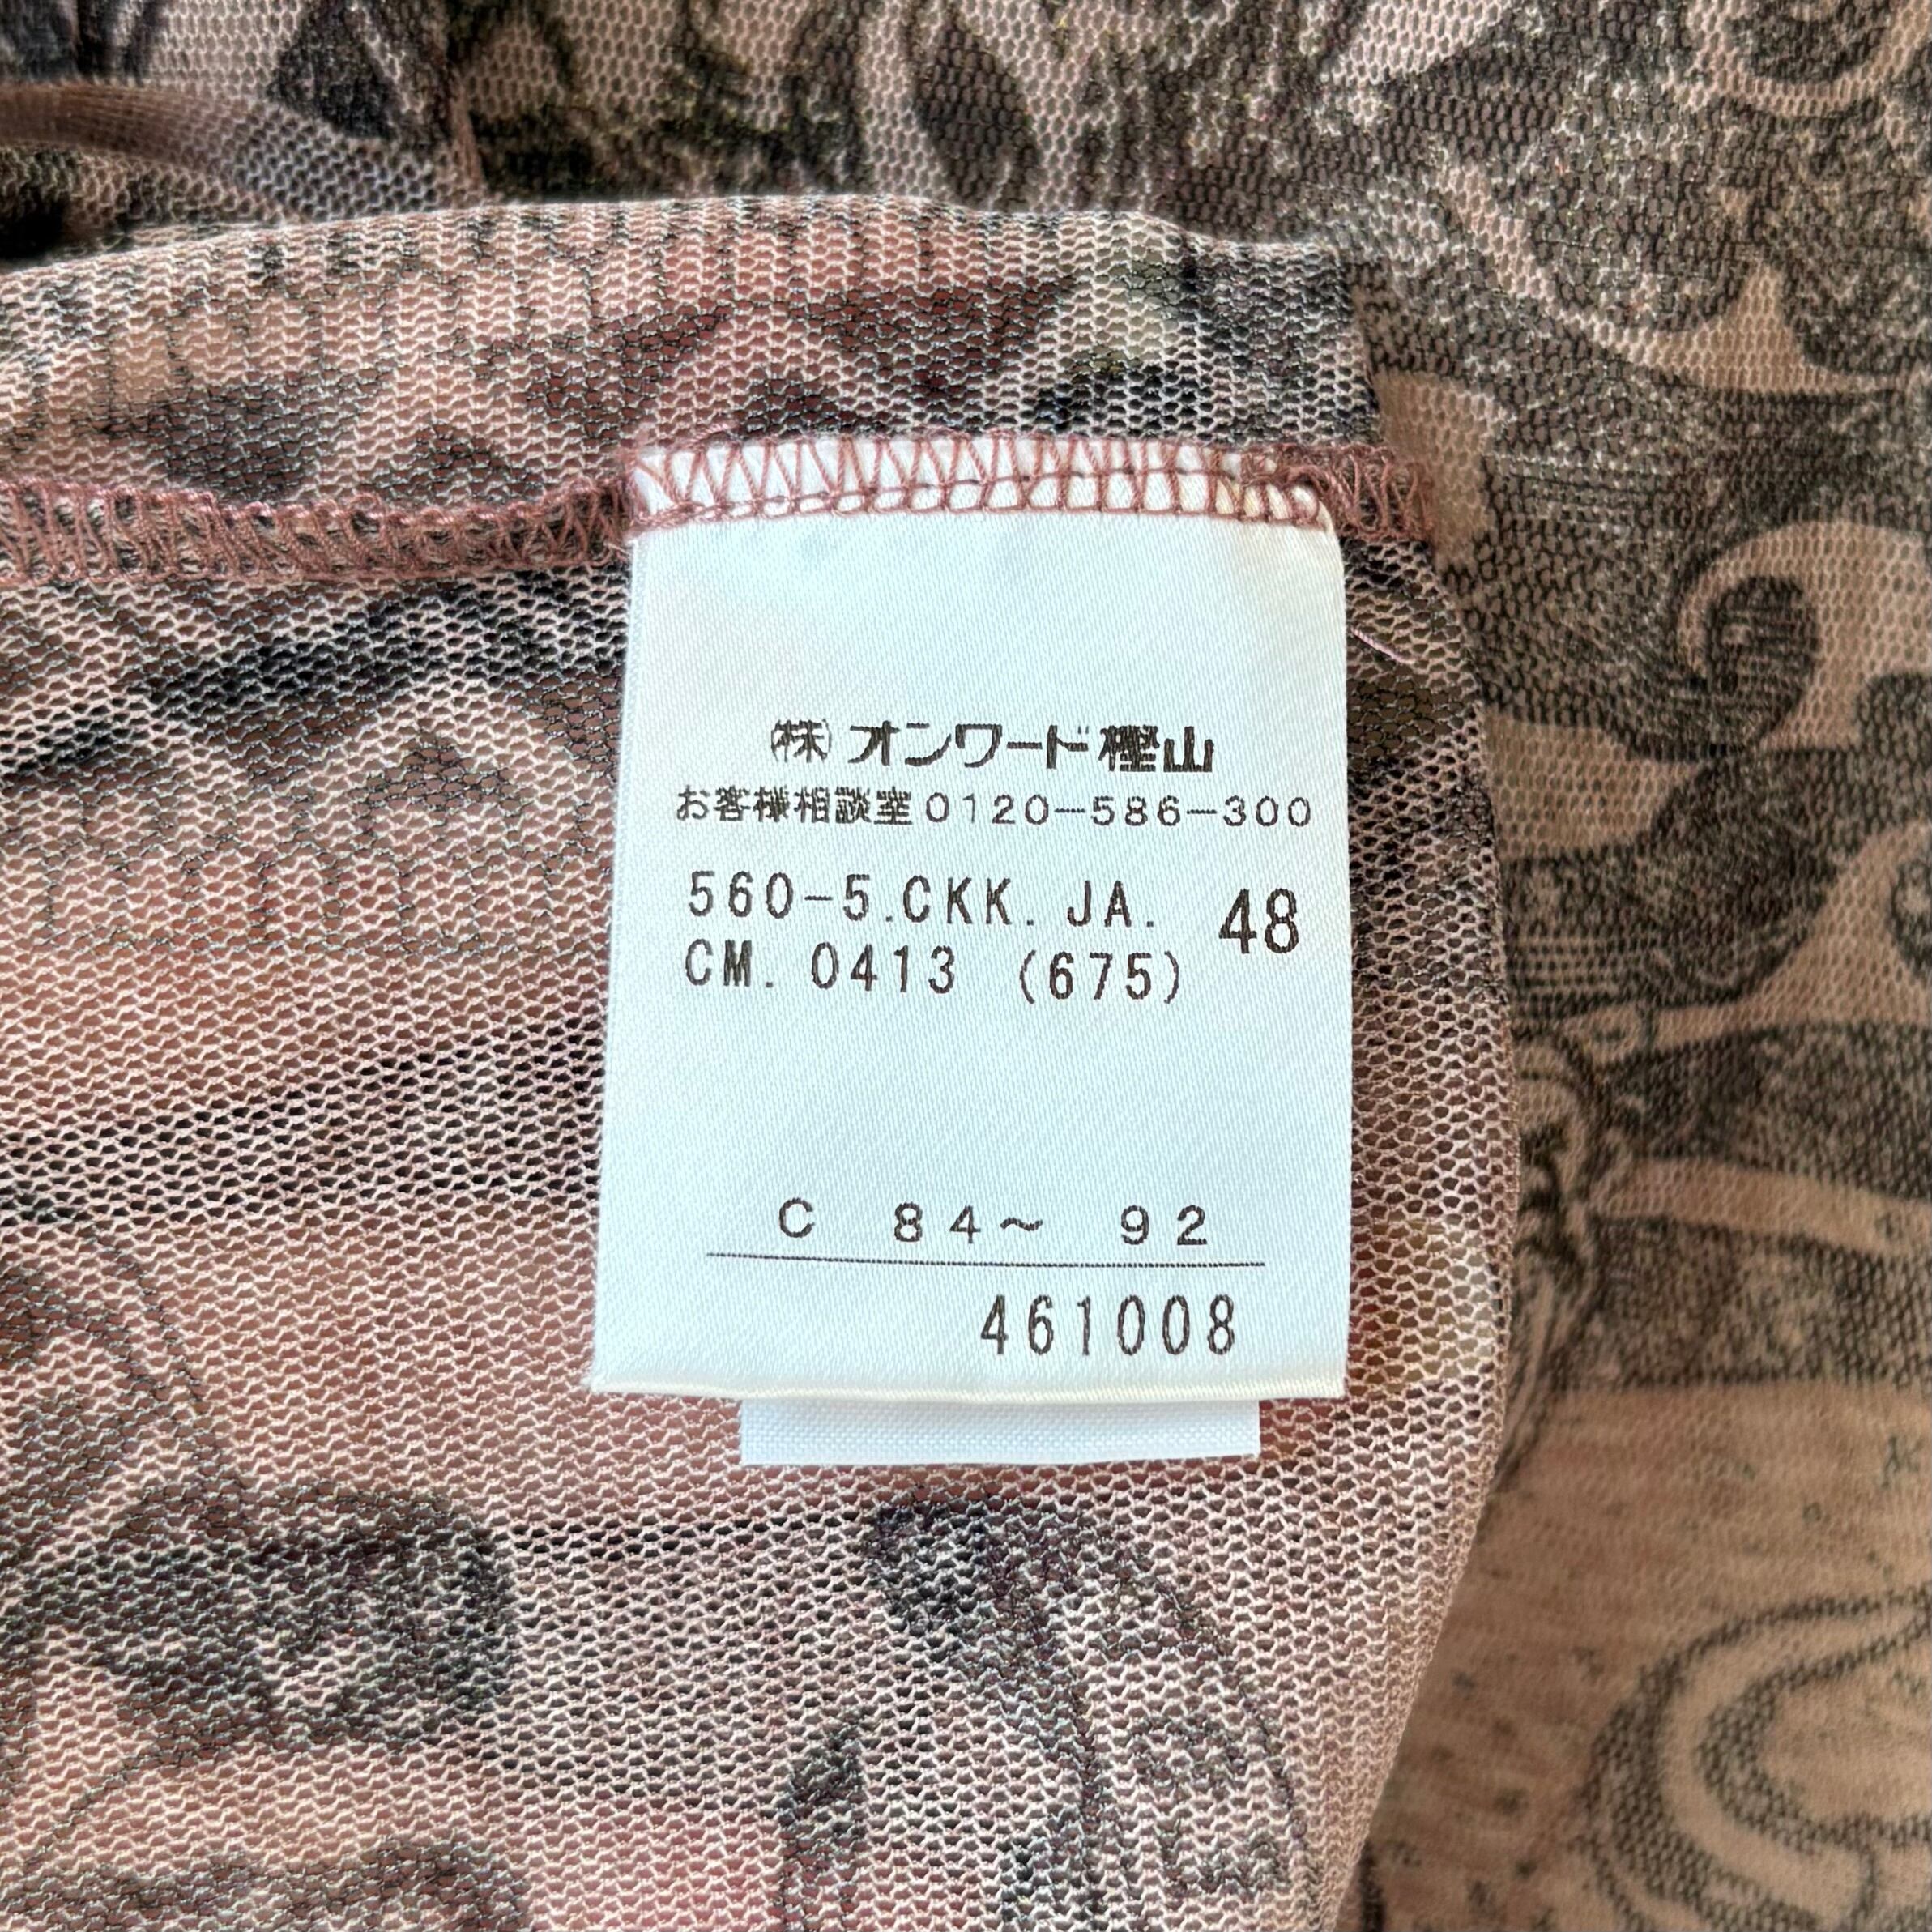 ㈱オンワード樫山
お客様相談室0120-586-300
560-5.CKK. JA. 48
CM. 0413 (675)
C 84~ 92
461008